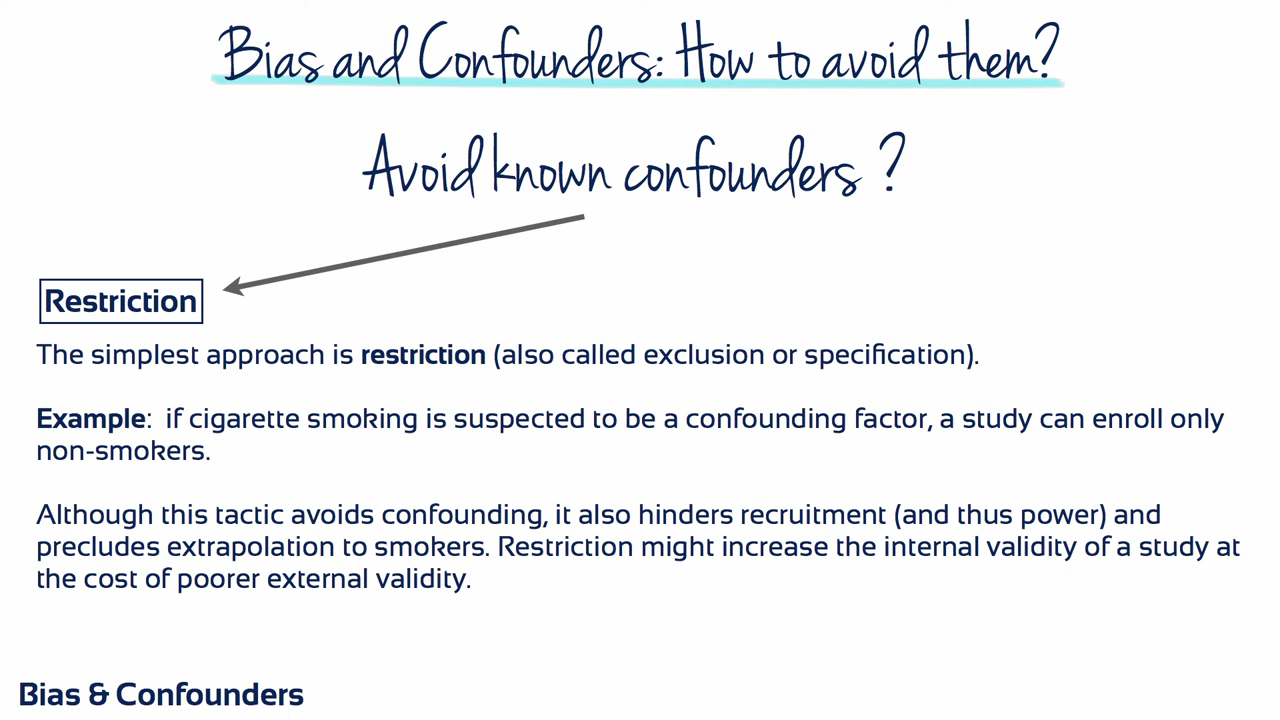 Bias and Confounders: How to avoid them?
Avoid known confounders ?
Restriction
The simplest approach is restriction (also called exclusion or specification).
Example:  if cigarette smoking is suspected to be a confounding factor, a study can enroll only
non-smokers.
Although this tactic avoids confounding, it also hinders recruitment (and thus power) and
precludes extrapolation to smokers. Restriction might increase the internal validity of a study at
the cost of poorer external validity.
Bias & Confounders